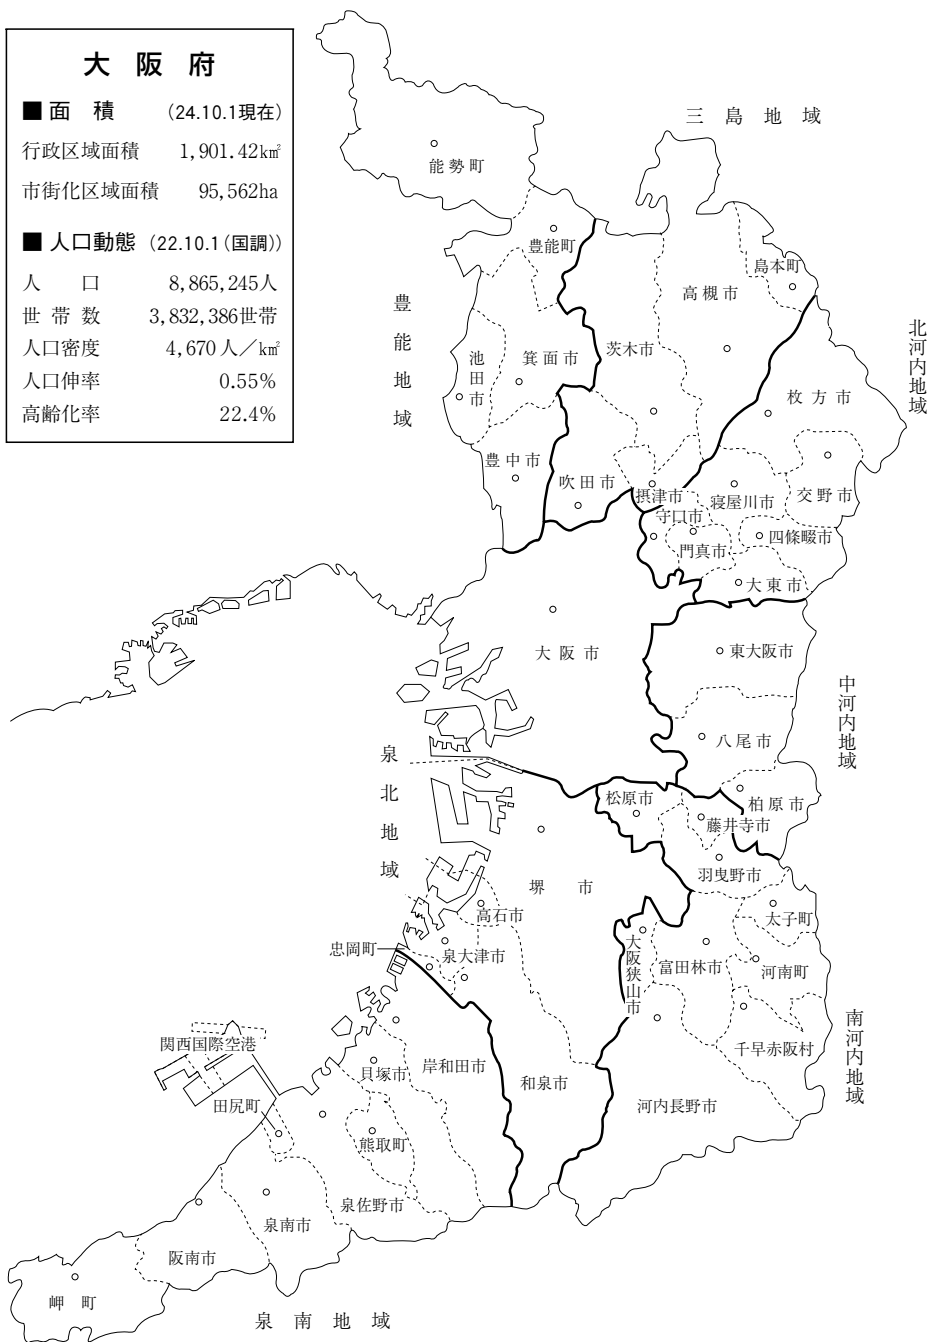 大阪府
■ 面積 (24.10.1現在)
行政区域面積 1,901.42㎢
市街化区域面積 95,562ha
■ 人口動態 (22.10.1(国調))
人口 8,865,245人
世帯数 3,832,386世帯
人口密度 4,670人/㎢
人口伸率 0.55%
高齢化率 22.4%
三島地域
能勢町
豊能町
島本町
高槻市
豊能地域
北河内地域
茨木市
箕面市
池田市
枚方市
豊中市
吹田市
摂津市
寝屋川市
交野市
守口市
門真市
四條畷市
大東市
大阪市
東大阪市
中河内地域
八尾市
泉北地域
松原市
柏原市
藤井寺市
羽曳野市
堺市
高石市
太子町
忠岡町
泉大津市
大阪狭山市
富田林市
河南町
南河内地域
千早赤阪村
関西国際空港
貝塚市
岸和田市
和泉市
河内長野市
田尻町
熊取町
泉佐野市
泉南市
阪南市
岬町
泉南地域